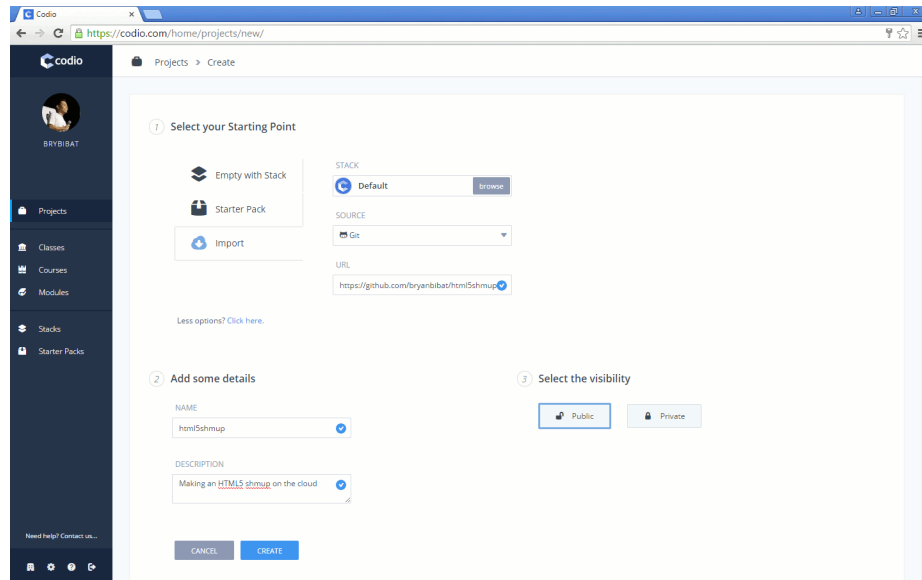 Codio
https://codio.com/home/projects/new/
codio
Projects > Create
BRYBIBAT
Projects
Classes
Courses
Modules
Stacks
Starter Packs
Need help? Contact us...
1 Select your Starting Point
Empty with Stack
Starter Pack
Import
STACK
Default
browse
SOURCE
Git
URL
https://github.com/bryanbibat/html5shmup
Less options? Click here.
2 Add some details
NAME
html5shmup
DESCRIPTION
Making an HTML5 shmup on the cloud
3 Select the visibility
Public
Private
CANCEL
CREATE